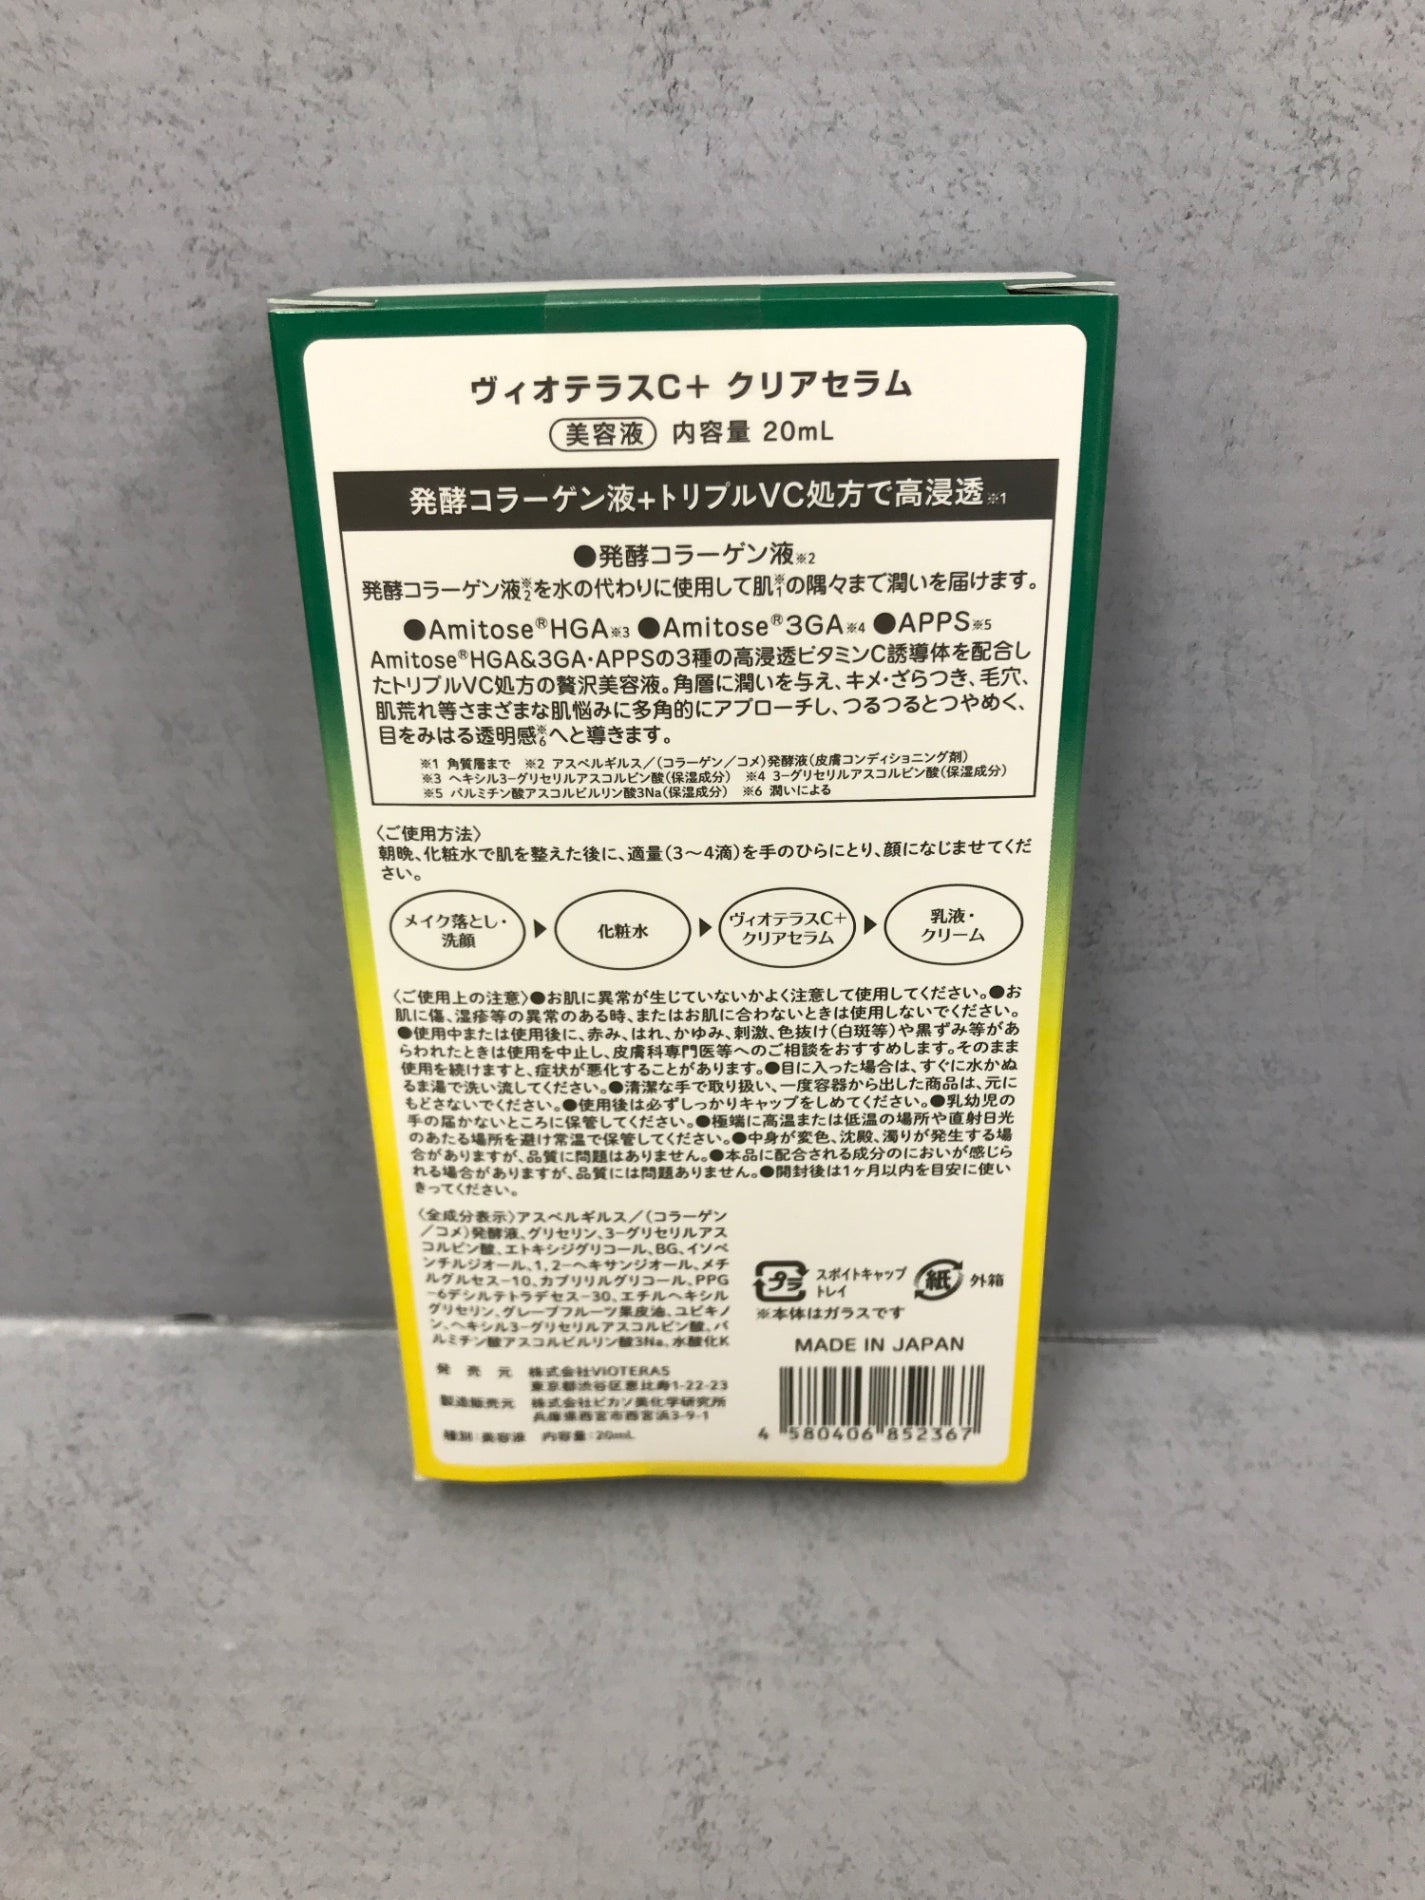 ヴィオテラスC＋ クリアセラム
美容液 内容量 20mL
発酵コラーゲン液+トリプルVC処方で高浸透※1
●発酵コラーゲン液※2
発酵コラーゲン液※2を水の代わりに使用して肌※1の隅々まで潤いを届けます。
●Amitose®HGA※3 ●Amitose®3GA※4 ●APPS※5
Amitose®HGA&3GA・APPSの3種の高浸透ビタミンC誘導体を配合し
たトリプルVC処方の贅沢美容液。角層に潤いを与え、キメ・ざらつき、毛穴、
肌荒れ等さまざまな肌悩みに多角的にアプローチし、つるつるとつやめく、
目をみはる透明感※6へと導きます。
※1 角質層まで ※2 アスペルギルス／（コラーゲン／コメ）発酵液（皮膚コンディショニング剤）
※3 ヘキシル3-グリセリルアスコルビン酸（保湿成分） ※4 3-グリセリルアスコルビン酸（保湿成分）
※5 パルミチン酸アスコルビルリン酸3Na（保湿成分） ※6 潤いによる
〈ご使用方法〉
朝晩、化粧水で肌を整えた後に、適量（3〜4滴）を手のひらにとり、顔になじませてくだ
さい。
メイク落とし・
洗顔
▶
化粧水
▶
ヴィオテラスC＋
クリアセラム
▶
乳液・
クリーム
〈ご使用上の注意〉●お肌に異常が生じていないかよく注意して使用してください。●お
肌に傷、湿疹等の異常のある時、またはお肌に合わないときは使用しないでください。
●使用中または使用後に、赤み、はれ、かゆみ、刺激、色抜け（白斑等）や黒ずみ等があ
らわれたときは使用を中止し、皮膚科専門医等へのご相談をおすすめします。そのまま
使用を続けますと、症状が悪化することがあります。●目に入った場合は、すぐに水かぬ
るま湯で洗い流してください。●清潔な手で取り扱い、一度容器から出した商品は、元に
もどさないでください。●使用後は必ずしっかりキャップをしめてください。●乳幼児の
手の届かないところに保管してください。●極端に高温または低温の場所や直射日光
のあたる場所を避け常温で保管してください。●中身が変色、沈殿、濁りが発生する場
合がありますが、品質に問題はありません。●本品に配合される成分のにおいが感じら
れる場合がありますが、品質には問題ありません。●開封後は1ヶ月以内を目安に使い
きってください。
〈全成分表示〉アスペルギルス／（コラーゲン
／コメ）発酵液、グリセリン、3-グリセリルアス
コルビン酸、エトキシジグリコール、BG、イソペ
ンチルジオール、1，2-ヘキサンジオール、メチ
ルグルセス-10、カプリリルグリコール、PPG
-6デシルテトラデセス-30、エチルヘキシル
グリセリン、グレープフルーツ果皮油、ユビキノ
ン、ヘキシル3-グリセリルアスコルビン酸、パ
ルミチン酸アスコルビルリン酸3Na、水酸化K
プラ スポイトキャップ
トレイ
紙 外箱
※本体はガラスです
MADE IN JAPAN
発売元 株式会社VIOTERAS
東京都渋谷区恵比寿1-22-23
製造販売元 株式会社ピカソ美化学研究所
兵庫県西宮市西宮浜3-9-1
種別：美容液 内容量：20mL
4 580406 852367